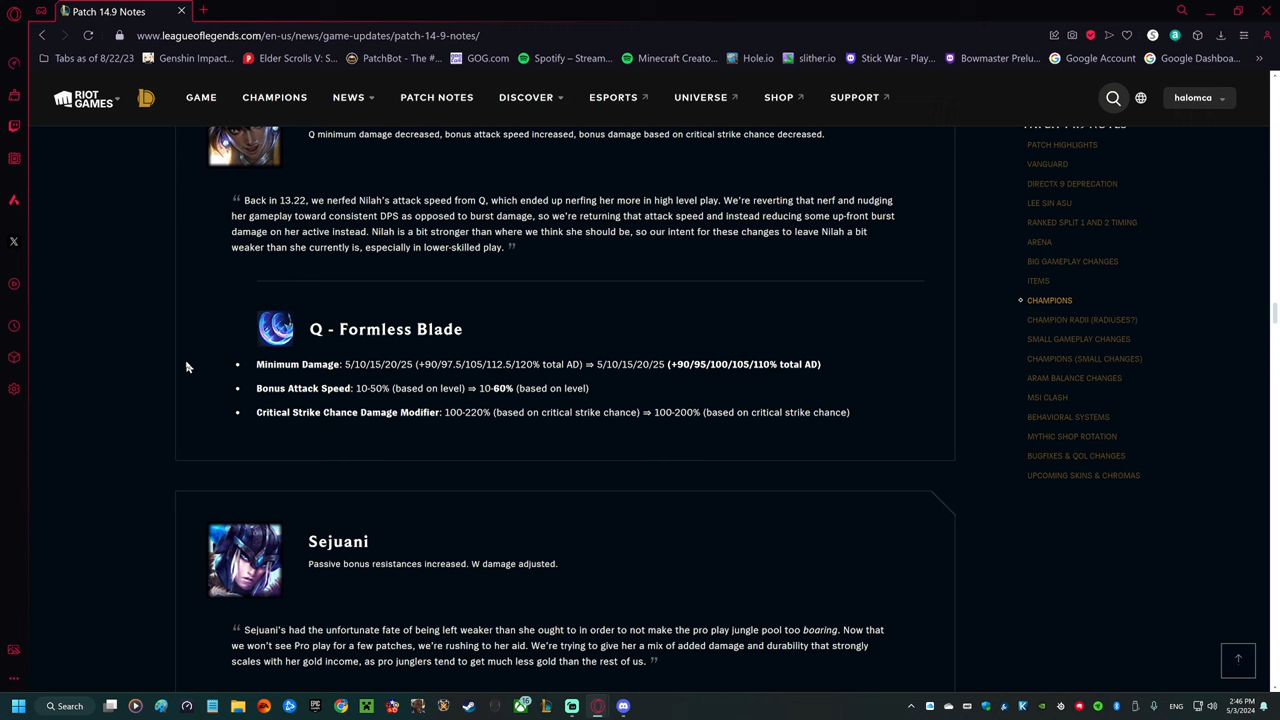 Patch 14.9 Notes
www.leagueoflegends.com/en-us/news/game-updates/patch-14-9-notes/
Tabs as of 8/22/23
Genshin Impact...
Elder Scrolls V: S...
PatchBot - The #...
GOG.com
Spotify – Stream...
Minecraft Creato...
Hole.io
slither.io
Stick War - Play...
Bowmaster Prelu...
Google Account
Google Dashboa...
RIOT GAMES
GAME
CHAMPIONS
NEWS
PATCH NOTES
DISCOVER
ESPORTS
UNIVERSE
SHOP
SUPPORT
halomca
Q minimum damage decreased, bonus attack speed increased, bonus damage based on critical strike chance decreased.
“ Back in 13.22, we nerfed Nilah's attack speed from Q, which ended up nerfing her more in high level play. We're reverting that nerf and nudging
her gameplay toward consistent DPS as opposed to burst damage, so we're returning that attack speed and instead reducing some up-front burst
damage on her active instead. Nilah is a bit stronger than where we think she should be, so our intent for these changes to leave Nilah a bit
weaker than she currently is, especially in lower-skilled play. ”
Q - Formless Blade
• Minimum Damage: 5/10/15/20/25 (+90/97.5/105/112.5/120% total AD) ⇒ 5/10/15/20/25 (+90/95/100/105/110% total AD)
• Bonus Attack Speed: 10-50% (based on level) ⇒ 10-60% (based on level)
• Critical Strike Chance Damage Modifier: 100-220% (based on critical strike chance) ⇒ 100-200% (based on critical strike chance)
Sejuani
Passive bonus resistances increased. W damage adjusted.
“ Sejuani's had the unfortunate fate of being left weaker than she ought to in order to not make the pro play jungle pool too boaring. Now that
we won't see Pro play for a few patches, we're rushing to her aid. We're trying to give her a mix of added damage and durability that strongly
scales with her gold income, as pro junglers tend to get much less gold than the rest of us. ”
PATCH 14.9 NOTES
PATCH HIGHLIGHTS
VANGUARD
DIRECTX 9 DEPRECATION
LEE SIN ASU
RANKED SPLIT 1 AND 2 TIMING
ARENA
BIG GAMEPLAY CHANGES
ITEMS
CHAMPIONS
CHAMPION RADII (RADIUSES?)
SMALL GAMEPLAY CHANGES
CHAMPIONS (SMALL CHANGES)
ARAM BALANCE CHANGES
MSI CLASH
BEHAVIORAL SYSTEMS
MYTHIC SHOP ROTATION
BUGFIXES & QOL CHANGES
UPCOMING SKINS & CHROMAS
Search
16
ENG
2:46 PM
5/3/2024